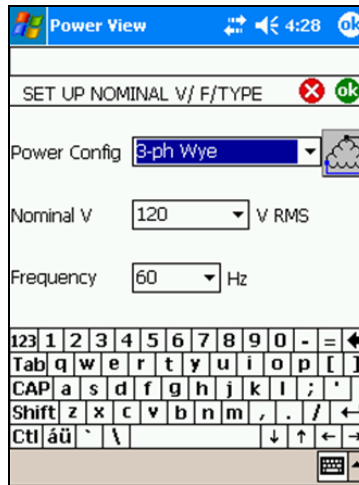 Power View 4:28 ok
SET UP NOMINAL V/ F/TYPE ok
Power Config 3-ph Wye
Nominal V 120 V RMS
Frequency 60 Hz
123 1 2 3 4 5 6 7 8 9 0 - =
Tab q w e r t y u i o p [ ]
CAP a s d f g h j k l ; '
Shift z x c v b n m , . /
Ctl áü ` \